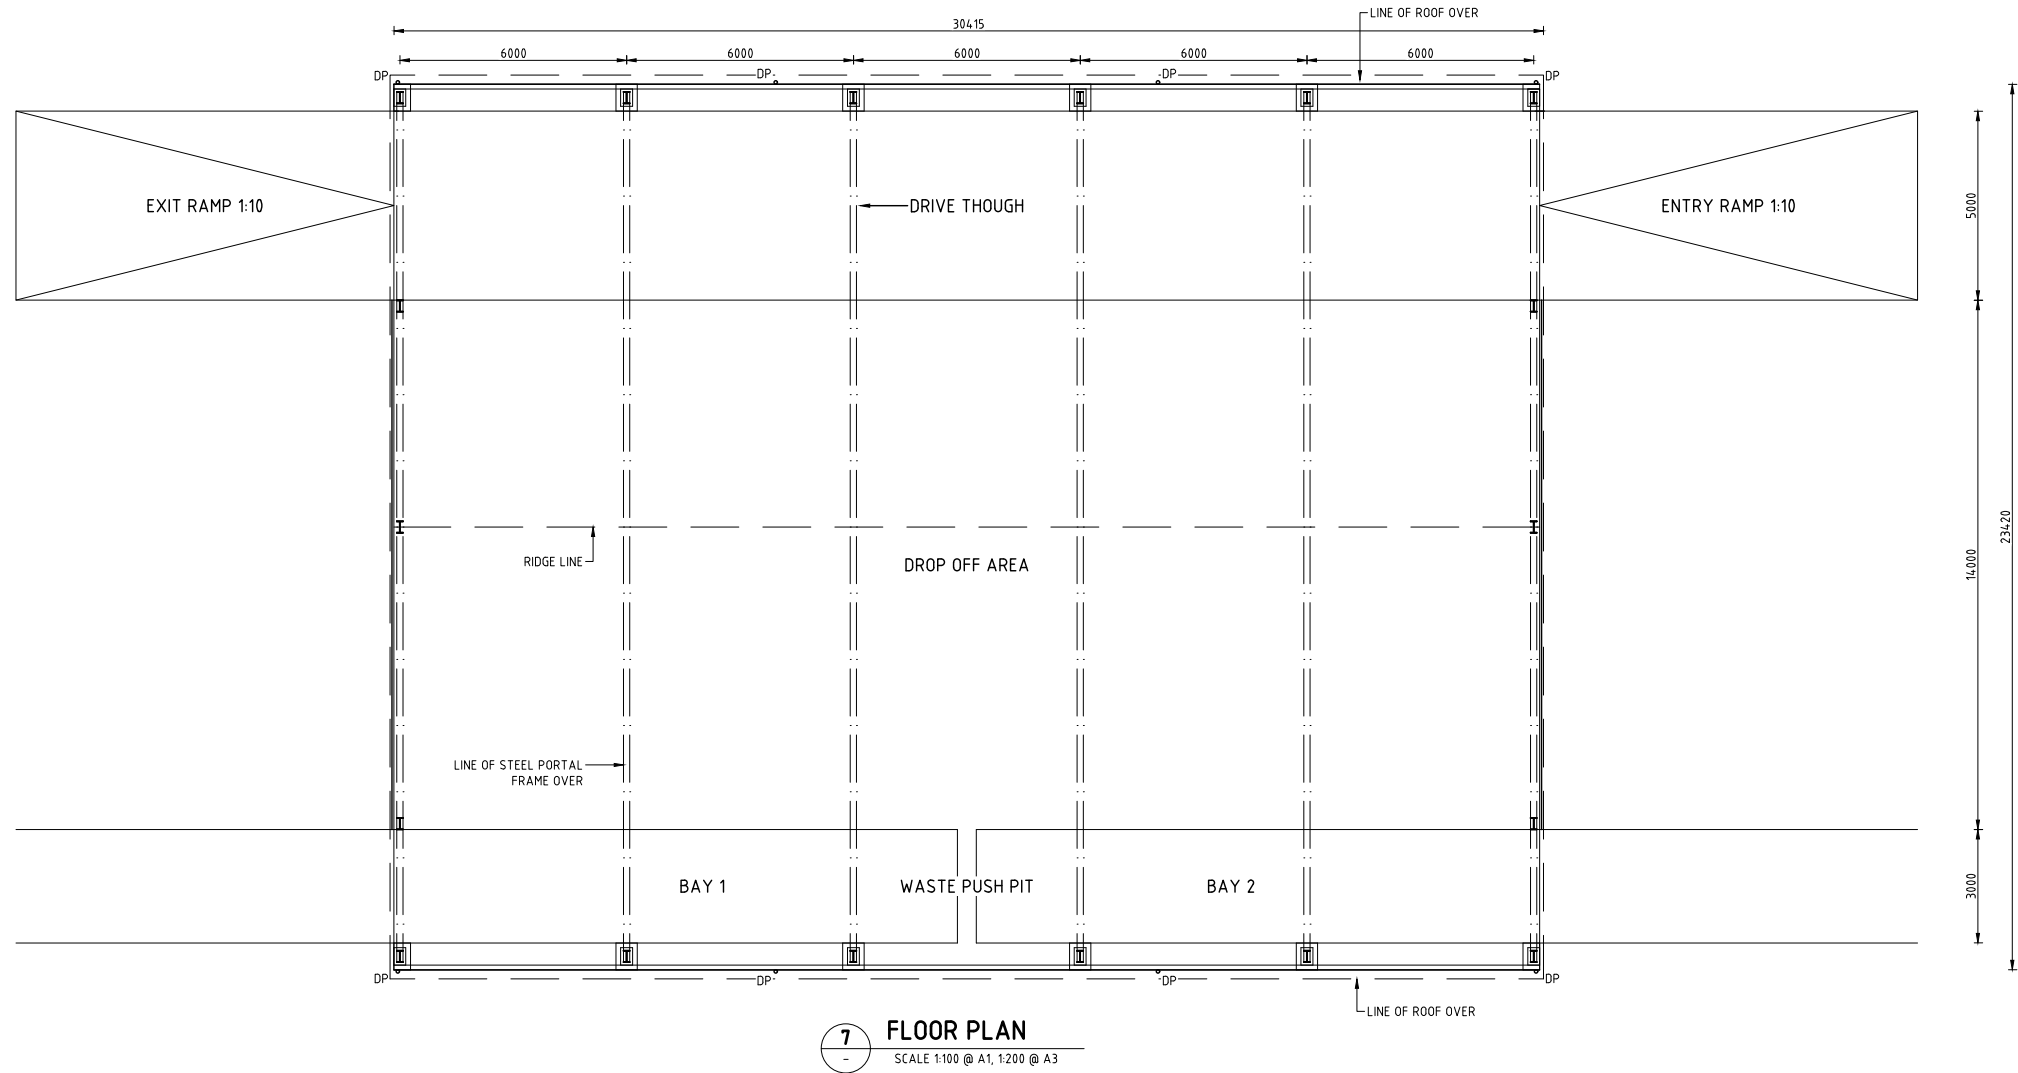 LINE OF ROOF OVER
30415
6000
6000
6000
6000
6000
DP
DP
DP
DP
EXIT RAMP 1:10
DRIVE THOUGH
ENTRY RAMP 1:10
5000
RIDGE LINE
DROP OFF AREA
14000
23420
LINE OF STEEL PORTAL
FRAME OVER
BAY 1
WASTE PUSH PIT
BAY 2
3000
DP
DP
DP
DP
LINE OF ROOF OVER
7
-
FLOOR PLAN
SCALE 1:100 @ A1, 1:200 @ A3